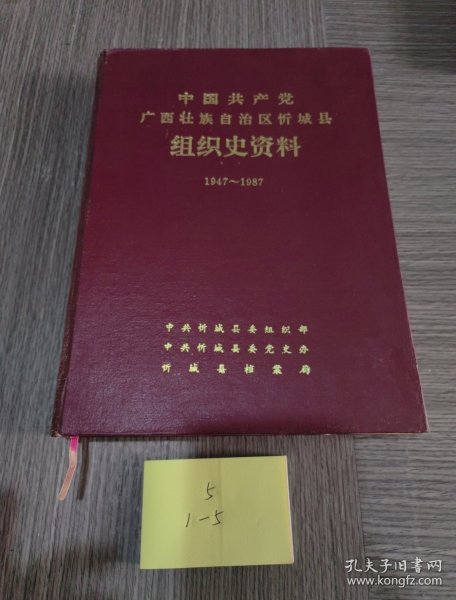 中国共产党
广西壮族自治区忻城县
组织史资料
1947～1987
中共忻城县委组织部
中共忻城县委党史办
忻城县档案局
5
1-5
孔夫子旧书网
www.kongfz.com